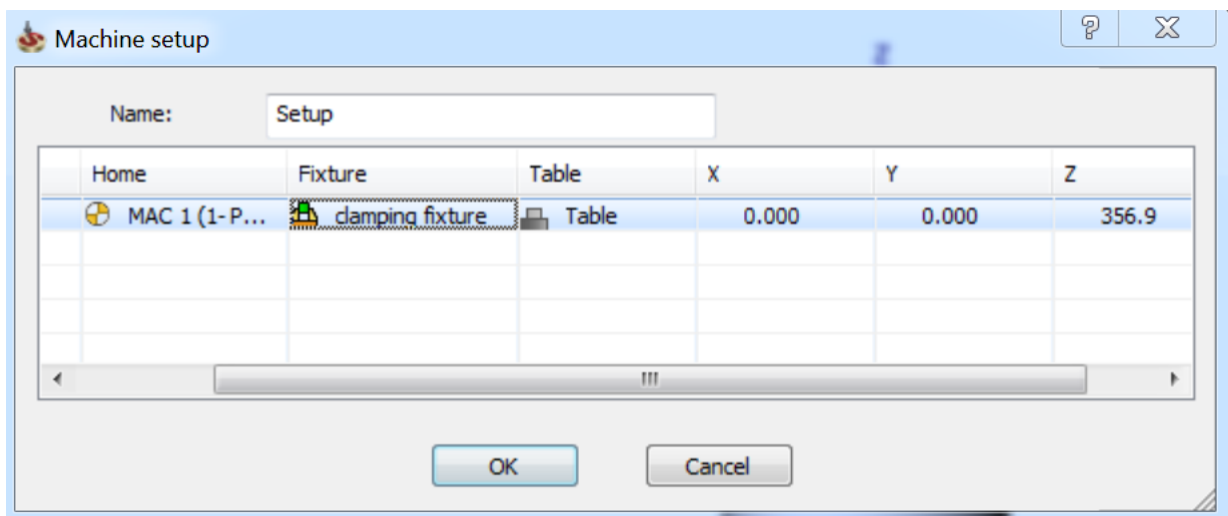 Machine setup
Name: Setup
Home Fixture Table X Y Z
MAC 1 (1- P... clamping fixture Table 0.000 0.000 356.9
OK Cancel